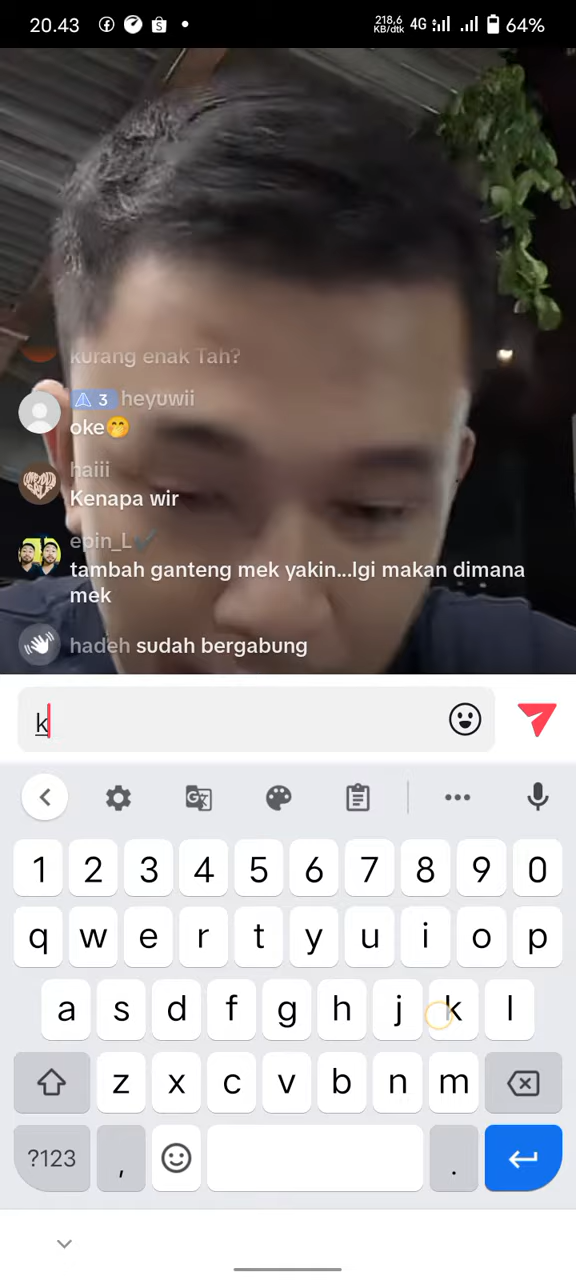 20.43
218,6
KB/dtk
4G
64%
kurang enak Tah?
3 heyuwii
oke🤭
haiii
Kenapa wir
epin_L✔️
tambah ganteng mek yakin...lgi makan dimana
mek
hadeh sudah bergabung
k
1 2 3 4 5 6 7 8 9 0
q w e r t y u i o p
a s d f g h j k l
z x c v b n m
?123 , .